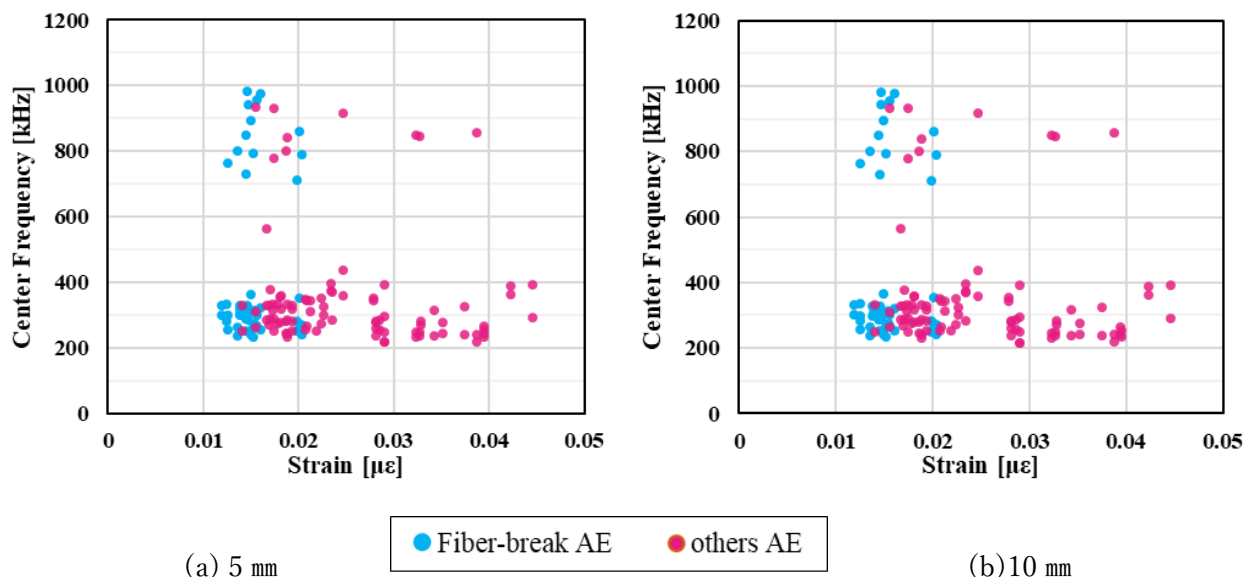 1200
1000
800
600
400
200
0
Center Frequency [kHz]
0 0.01 0.02 0.03 0.04 0.05
Strain [με]
1200
1000
800
600
400
200
0
Center Frequency [kHz]
0 0.01 0.02 0.03 0.04 0.05
Strain [με]
Fiber-break AE others AE
(a) 5 ㎜ (b)10 ㎜